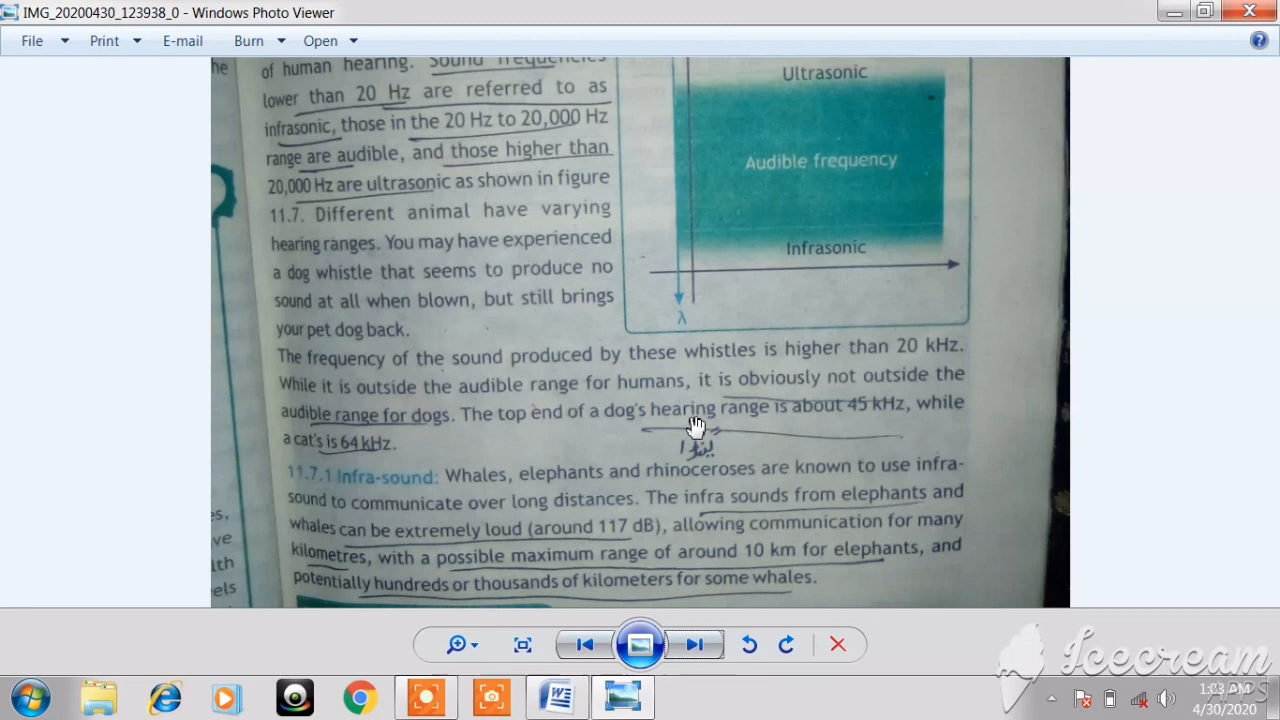 IMG_20200430_123938_0 - Windows Photo Viewer
File Print E-mail Burn Open
he
of human hearing. Sound frequencies
lower than 20 Hz are referred to as
infrasonic, those in the 20 Hz to 20,000 Hz
range are audible, and those higher than
20,000 Hz are ultrasonic as shown in figure
11.7. Different animal have varying
hearing ranges. You may have experienced
a dog whistle that seems to produce no
sound at all when blown, but still brings
your pet dog back.
Ultrasonic
Audible frequency
Infrasonic
λ
The frequency of the sound produced by these whistles is higher than 20 kHz.
While it is outside the audible range for humans, it is obviously not outside the
audible range for dogs. The top end of a dog's hearing range is about 45 kHz, while
a cat's is 64 kHz.
11.7.1 Infra-sound: Whales, elephants and rhinoceroses are known to use infra-
sound to communicate over long distances. The infra sounds from elephants and
whales can be extremely loud (around 117 dB), allowing communication for many
kilometres, with a possible maximum range of around 10 km for elephants, and
potentially hundreds or thousands of kilometers for some whales.
es,
ve
lth
els
Icecream
APPS
1:03 AM
4/30/2020